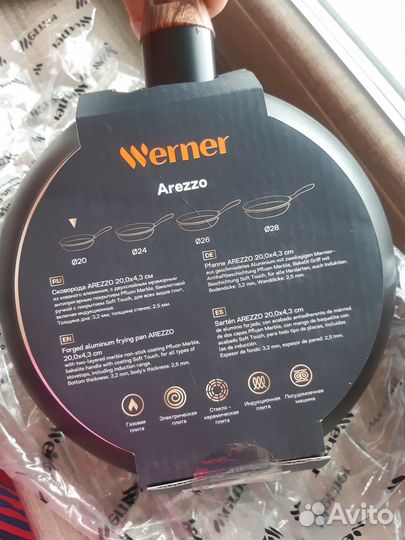 Werner
Arezzo
Ø20
Ø24
Ø26
Ø28
RU
Сковорода AREZZO 20,0х4,3 см
из кованого алюминия, с двухслойным мраморным
антипригарным покрытием Pfluon Marble, бакелитовой
ручкой с покрытием Soft Touch, для всех видов плит,
включая индукционные.
Толщина дна: 3,2 мм, толщина стенок: 2,5 мм.
EN
Forged aluminum frying pan AREZZO
20,0x4,3 cm
with two-layered marble non-stick coating Pfluon Marble,
bakelite handle with coating Soft Touch, for all types of
stovetops, including induction range.
Bottom thickness: 3,2 mm, body's thickness: 2,5 mm.
DE
Pfanne AREZZO 20,0x4,3 cm
aus geschmiedetes Aluminium mit zweilagigen Marmor-
Antihaftbeschichtung Pfluon Marble, Bakelit Griff mit
Beschichtung Soft Touch, für alle Herdarten, auch Induktion.
Bodendicke: 3,2 mm, Wanddicke: 2,5 mm.
ES
Sartén AREZZO 20,0x4,3 cm
de aluminio forjado, con acabado antiadherente de mármol
de dos capas Pfluon Marble, con mango de baquelita con
acabado Soft Touch, para todo tipo de placas, incluidas
las de inducción.
Espesor de fondo: 3,2 mm, espesor de pared: 2,5 mm.
Газовая
плита
Электрическая
плита
Стекло-
керамическая
плита
Индукционная
плита
Посудомоечная
машина
Werner
Werner
Werner
Avito